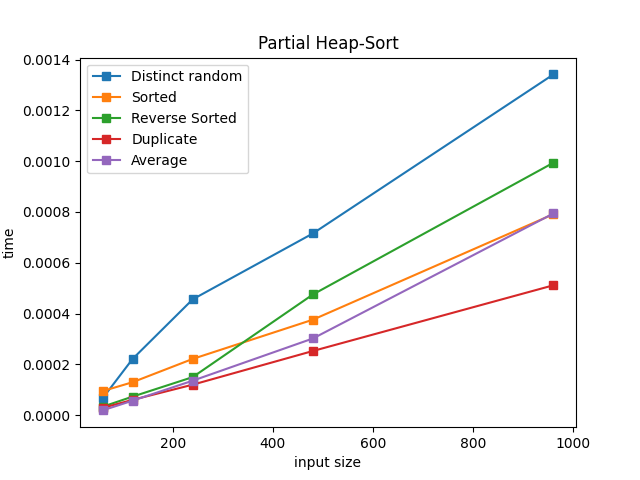 Partial Heap-Sort
0.0014
0.0012
0.0010
0.0008
0.0006
0.0004
0.0002
0.0000
time
Distinct random
Sorted
Reverse Sorted
Duplicate
Average
200
400
600
800
1000
input size